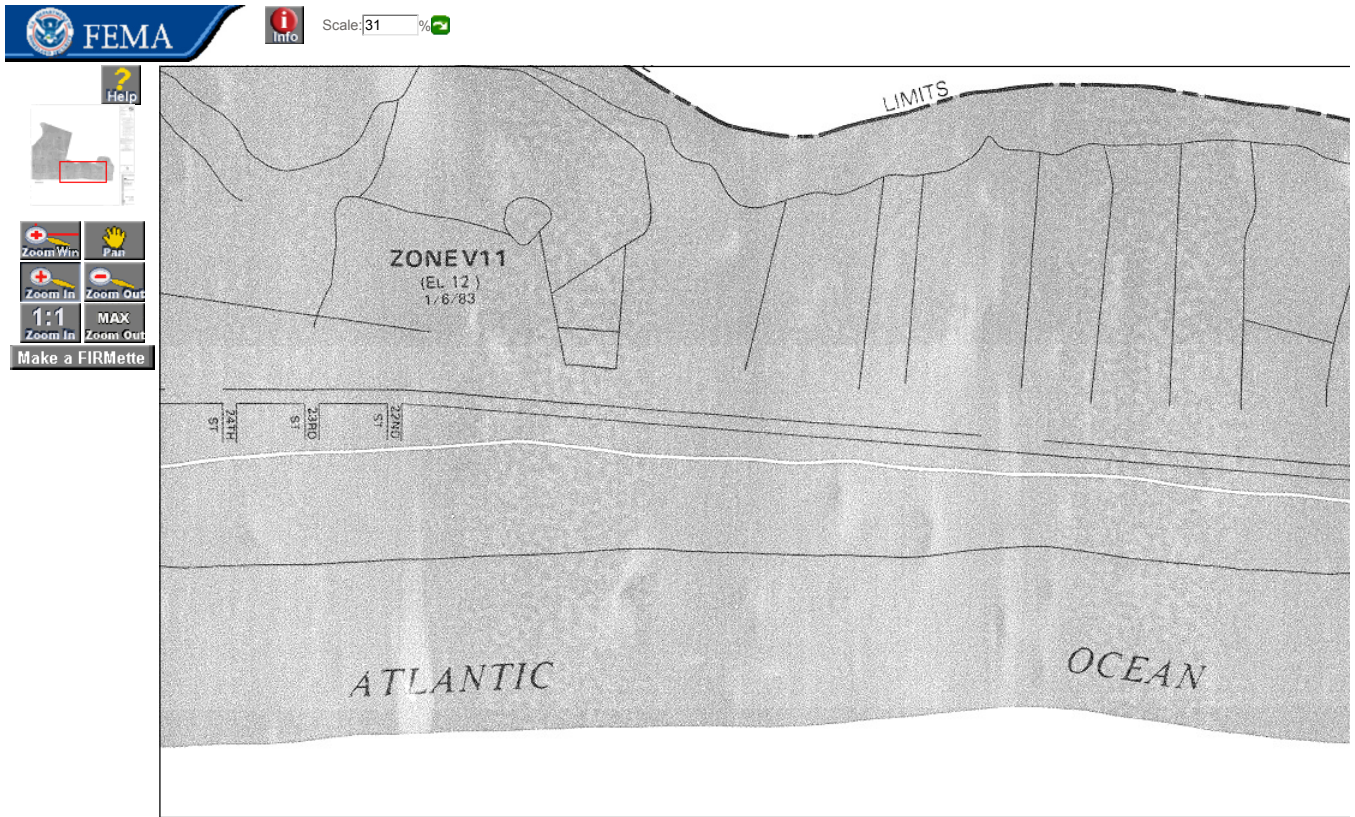 FEMA
Info
Scale: 31 %
Help
Zoom Win
Pan
Zoom In
Zoom Out
1:1
Zoom In
MAX
Zoom Out
Make a FIRMette
LIMITS
ZONE V11
(EL 12)
1/6/83
24TH
ST
23RD
ST
22ND
ST
ATLANTIC
OCEAN